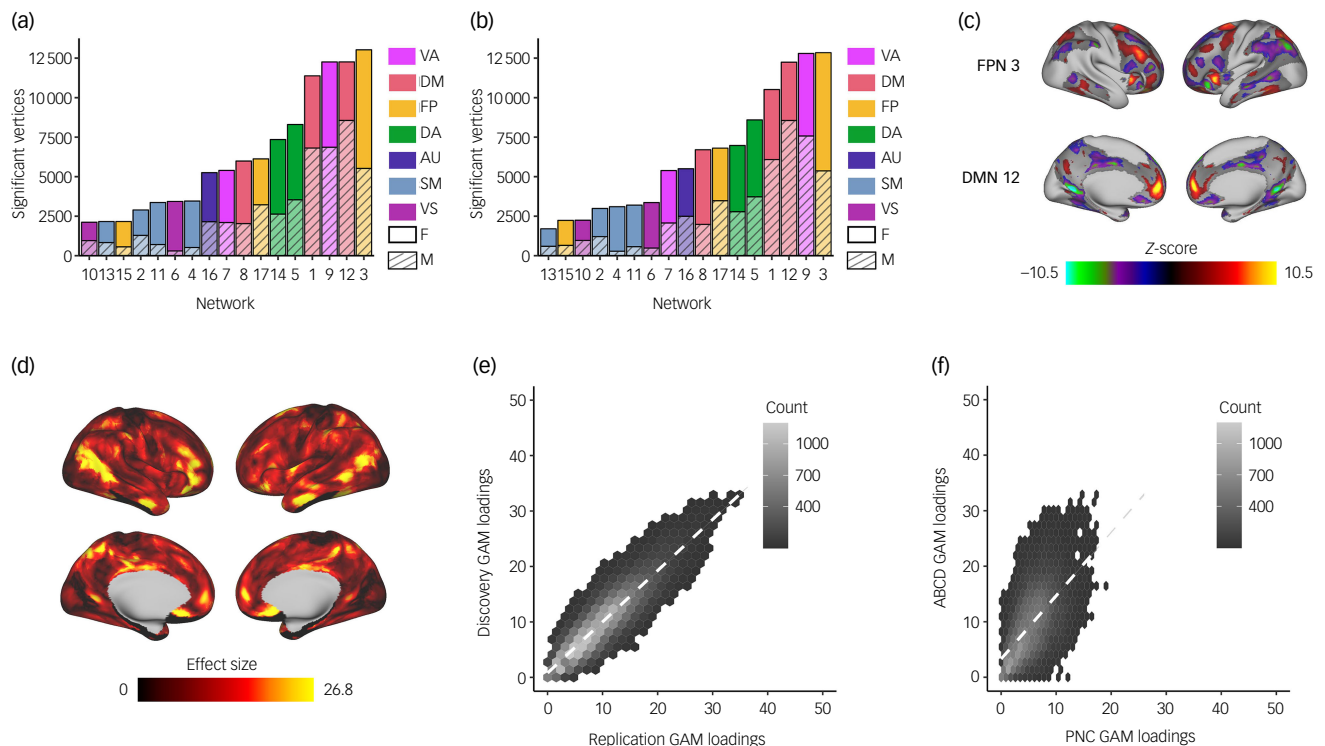 (a)
Significant vertices
12 500
10 000
7500
5000
2500
0
10 13 15 2 11 6 4 16 7 8 17 14 5 1 9 12 3
Network
VA
DM
FP
DA
AU
SM
VS
F
M
(b)
Significant vertices
12 500
10 000
7500
5000
2500
0
13 15 10 2 4 11 6 7 16 8 17 14 5 1 12 9 3
Network
VA
DM
FP
DA
AU
SM
VS
F
M
(c)
FPN 3
DMN 12
Z-score
−10.5 10.5
(d)
Effect size
0 26.8
(e)
Discovery GAM loadings
50
40
30
20
10
0
0 10 20 30 40 50
Replication GAM loadings
Count
1000
700
400
(f)
ABCD GAM loadings
50
40
30
20
10
0
0 10 20 30 40 50
PNC GAM loadings
Count
1000
700
400